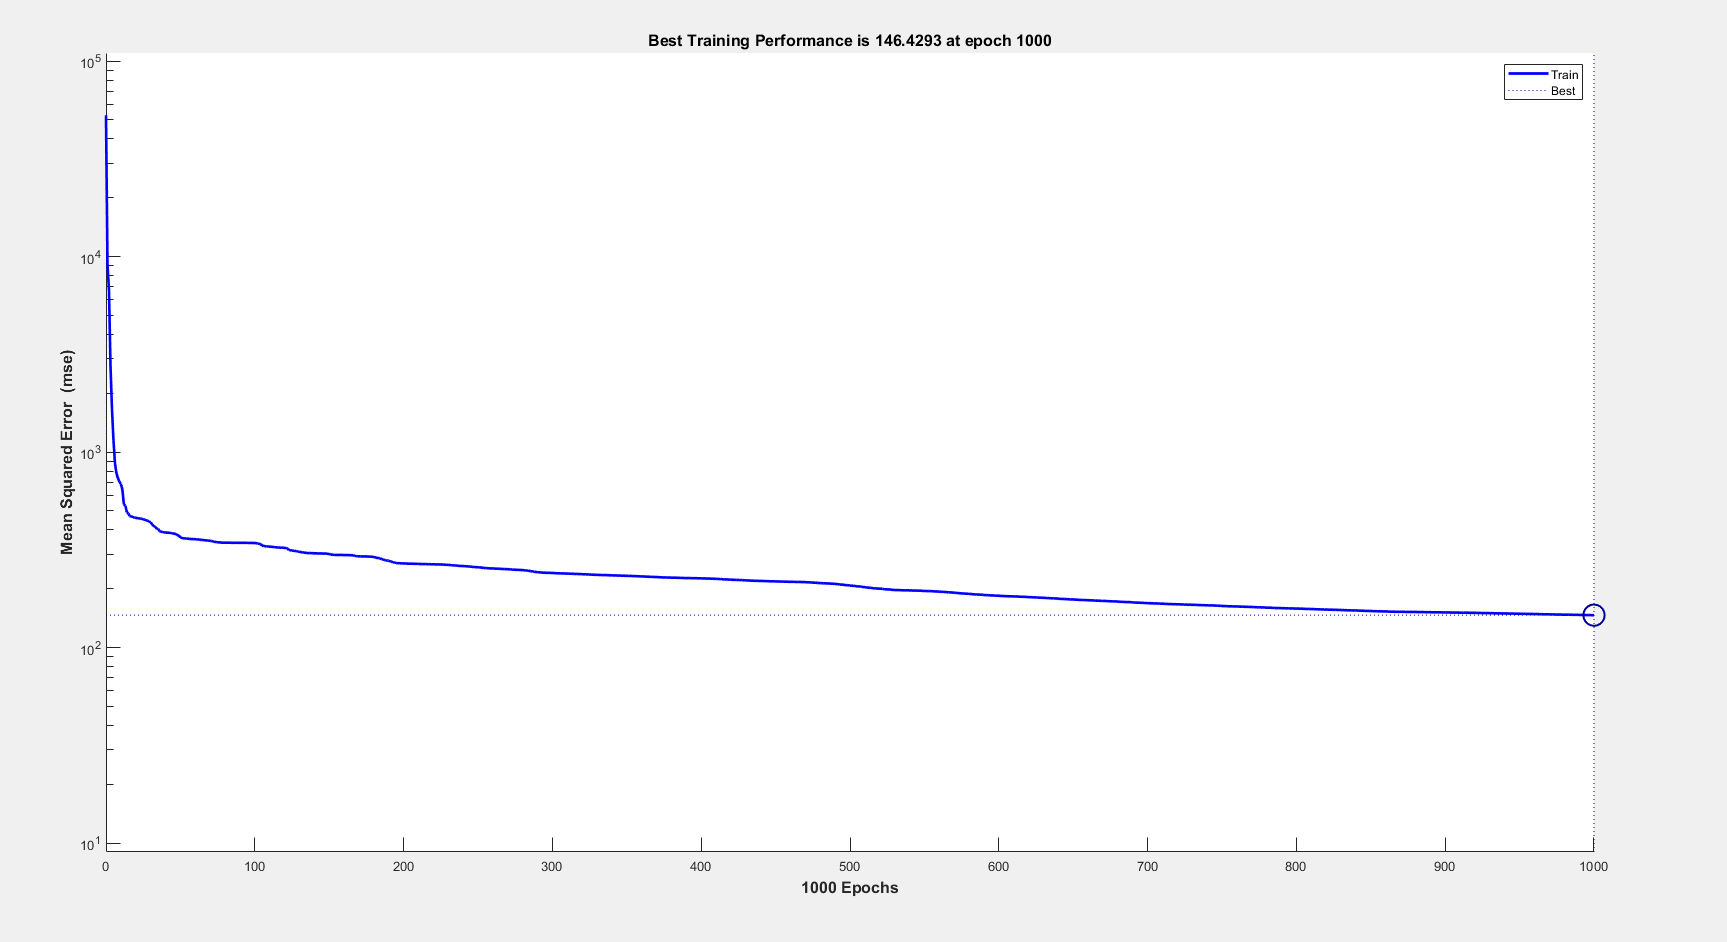 Best Training Performance is 146.4293 at epoch 1000
10^5
Train
Best
10^4
Mean Squared Error (mse)
10^3
10^2
10^1
0 100 200 300 400 500 600 700 800 900 1000
1000 Epochs